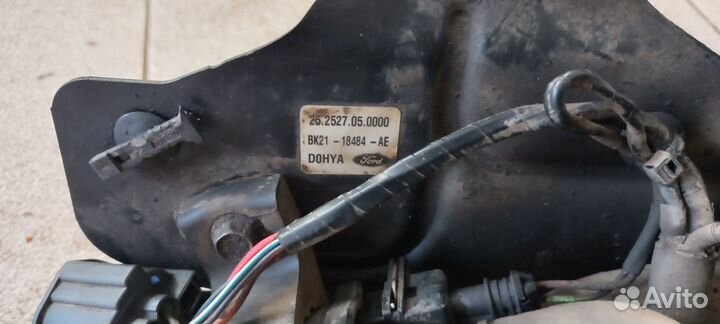 25.2527.05.0000
BK21-18484-AE
DOHYA Ford
Avito